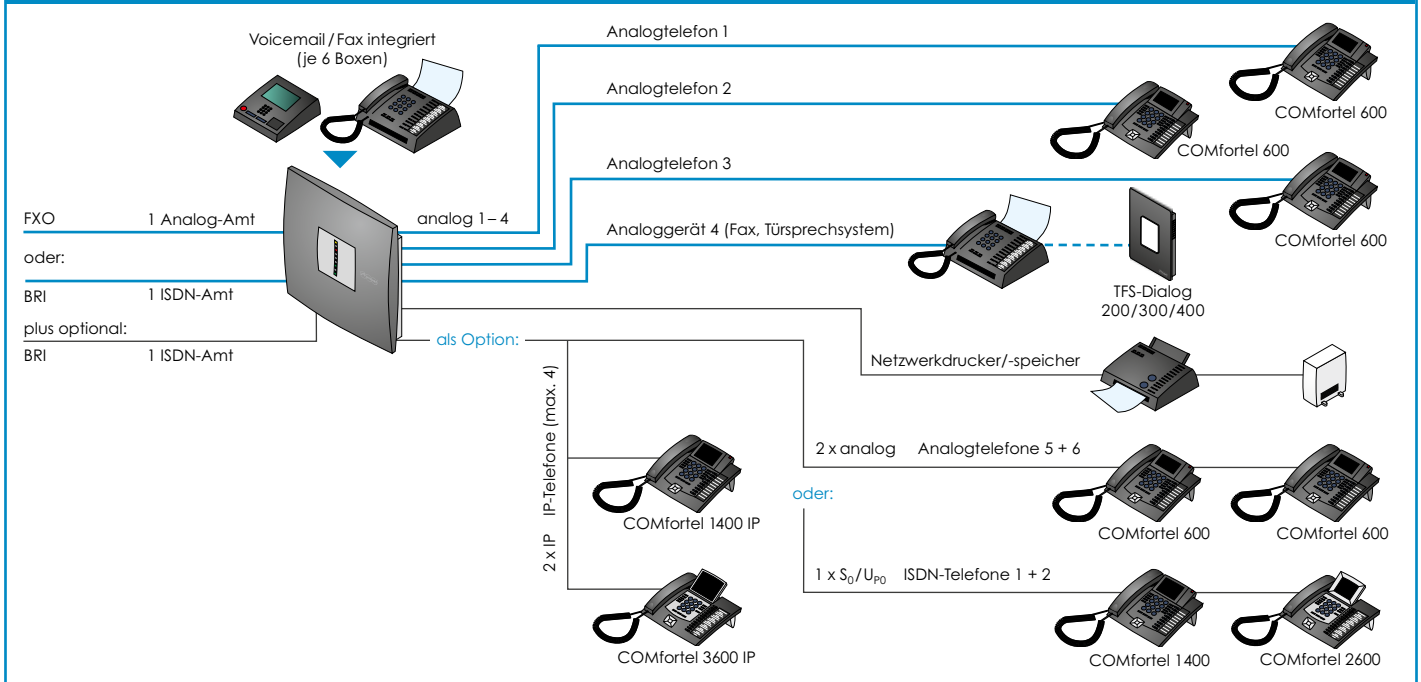 Voicemail / Fax integriert
(je 6 Boxen)
Analogtelefon 1
COMfortel 600
Analogtelefon 2
COMfortel 600
Analogtelefon 3
COMfortel 600
FXO 1 Analog-Amt
analog 1 – 4
Analoggerät 4 (Fax, Türsprechsystem)
oder:
BRI 1 ISDN-Amt
TFS-Dialog
200/300/400
plus optional:
BRI 1 ISDN-Amt
als Option:
Netzwerkdrucker/-speicher
2 x IP IP-Telefone (max. 4)
COMfortel 1400 IP
COMfortel 3600 IP
2 x analog Analogtelefone 5 + 6
COMfortel 600
COMfortel 600
oder:
1 x S₀/U_P0 ISDN-Telefone 1 + 2
COMfortel 1400
COMfortel 2600